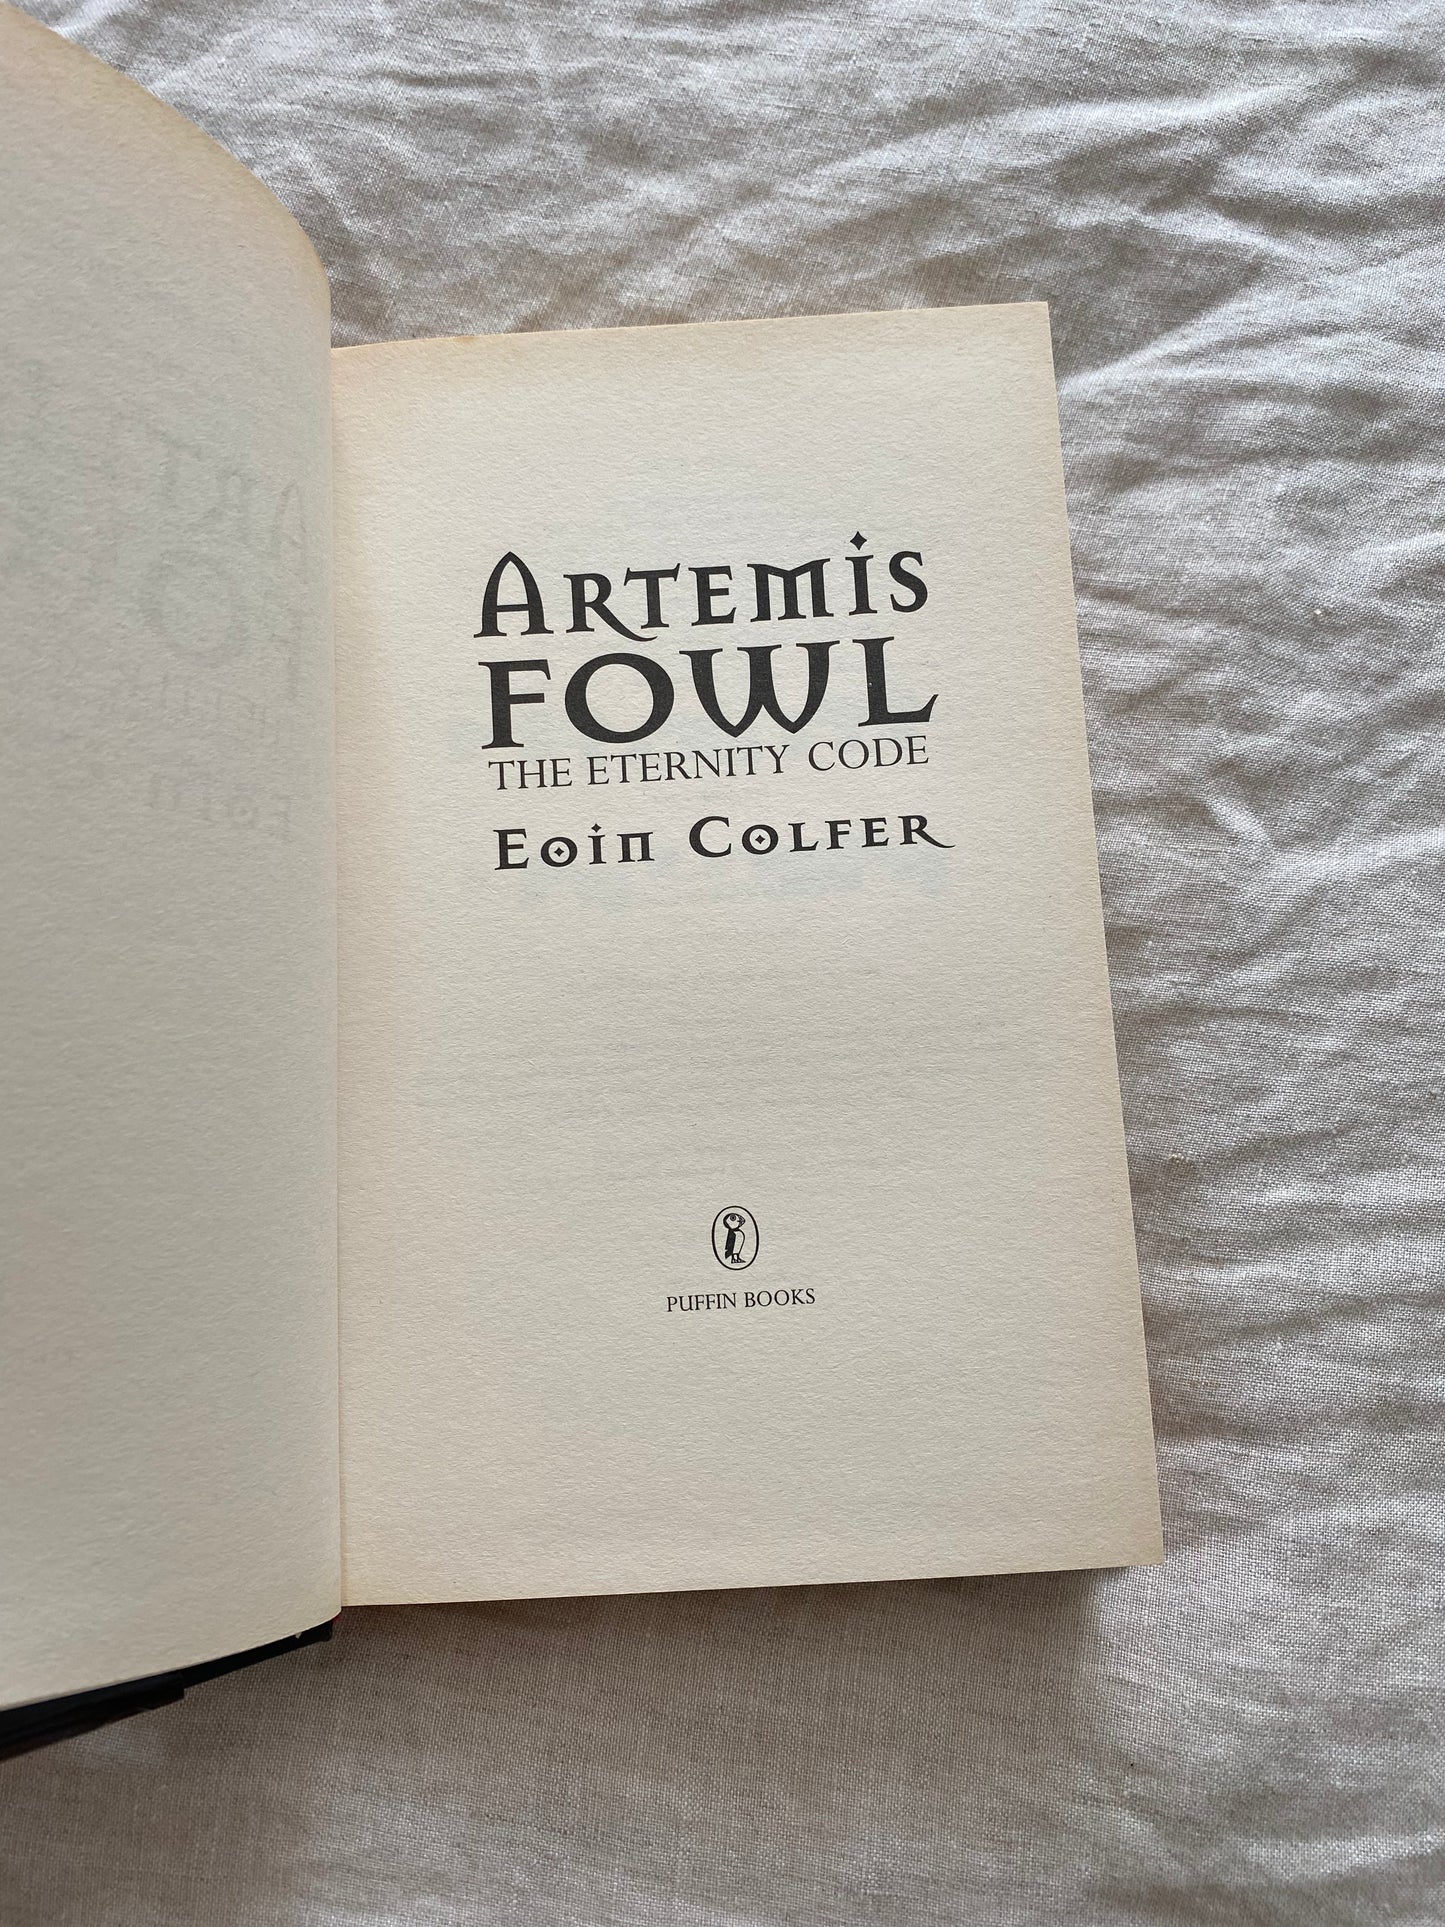 ARTEMIS
FOWL
THE ETERNITY CODE
EOIN COLFER
PUFFIN BOOKS